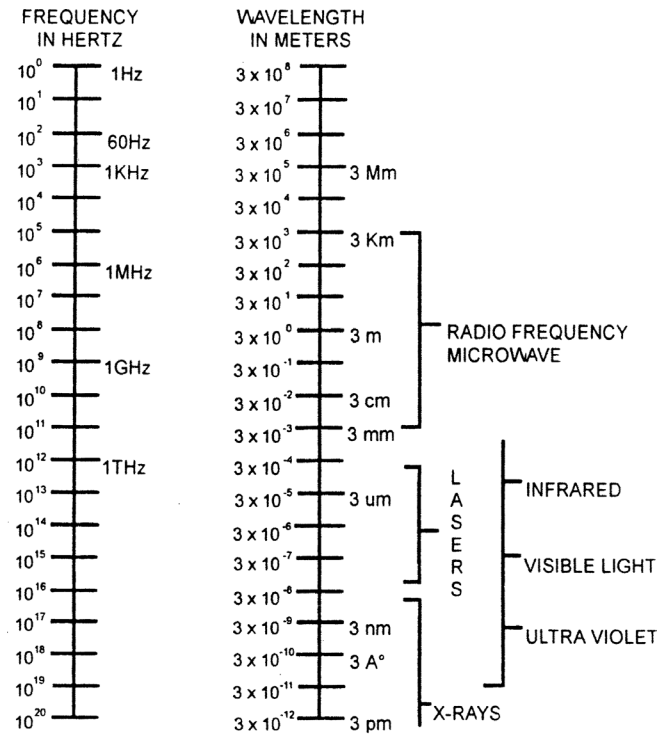 FREQUENCY
IN HERTZ
10⁰ 1Hz
10¹
10² 60Hz
10³ 1KHz
10⁴
10⁵
10⁶ 1MHz
10⁷
10⁸
10⁹ 1GHz
10¹⁰
10¹¹
10¹² 1THz
10¹³
10¹⁴
10¹⁵
10¹⁶
10¹⁷
10¹⁸
10¹⁹
10²⁰
WAVELENGTH
IN METERS
3 x 10⁸
3 x 10⁷
3 x 10⁶
3 x 10⁵ 3 Mm
3 x 10⁴
3 x 10³ 3 Km
3 x 10²
3 x 10¹
3 x 10⁰ 3 m
3 x 10⁻¹
3 x 10⁻² 3 cm
3 x 10⁻³ 3 mm
3 x 10⁻⁴
3 x 10⁻⁵ 3 um
3 x 10⁻⁶
3 x 10⁻⁷
3 x 10⁻⁸
3 x 10⁻⁹ 3 nm
3 x 10⁻¹⁰ 3 A°
3 x 10⁻¹¹
3 x 10⁻¹² 3 pm
RADIO FREQUENCY
MICROWAVE
LASERS
INFRARED
VISIBLE LIGHT
ULTRA VIOLET
X-RAYS